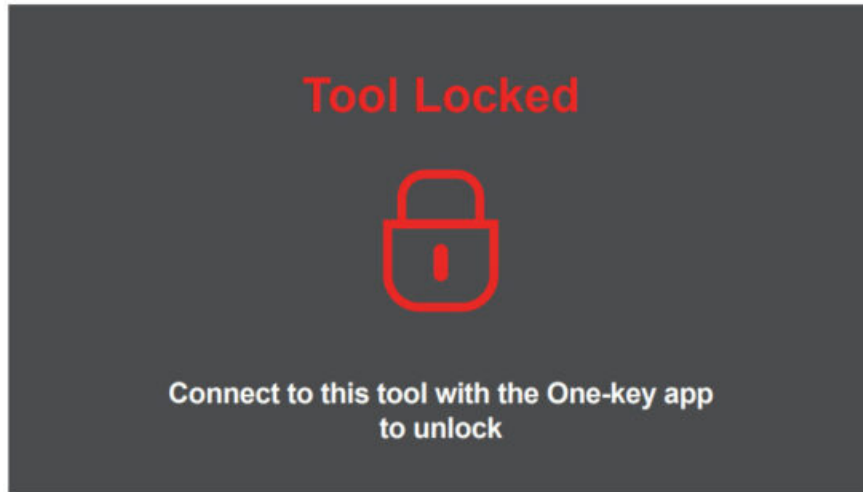 Tool Locked
Connect to this tool with the One-key app
to unlock